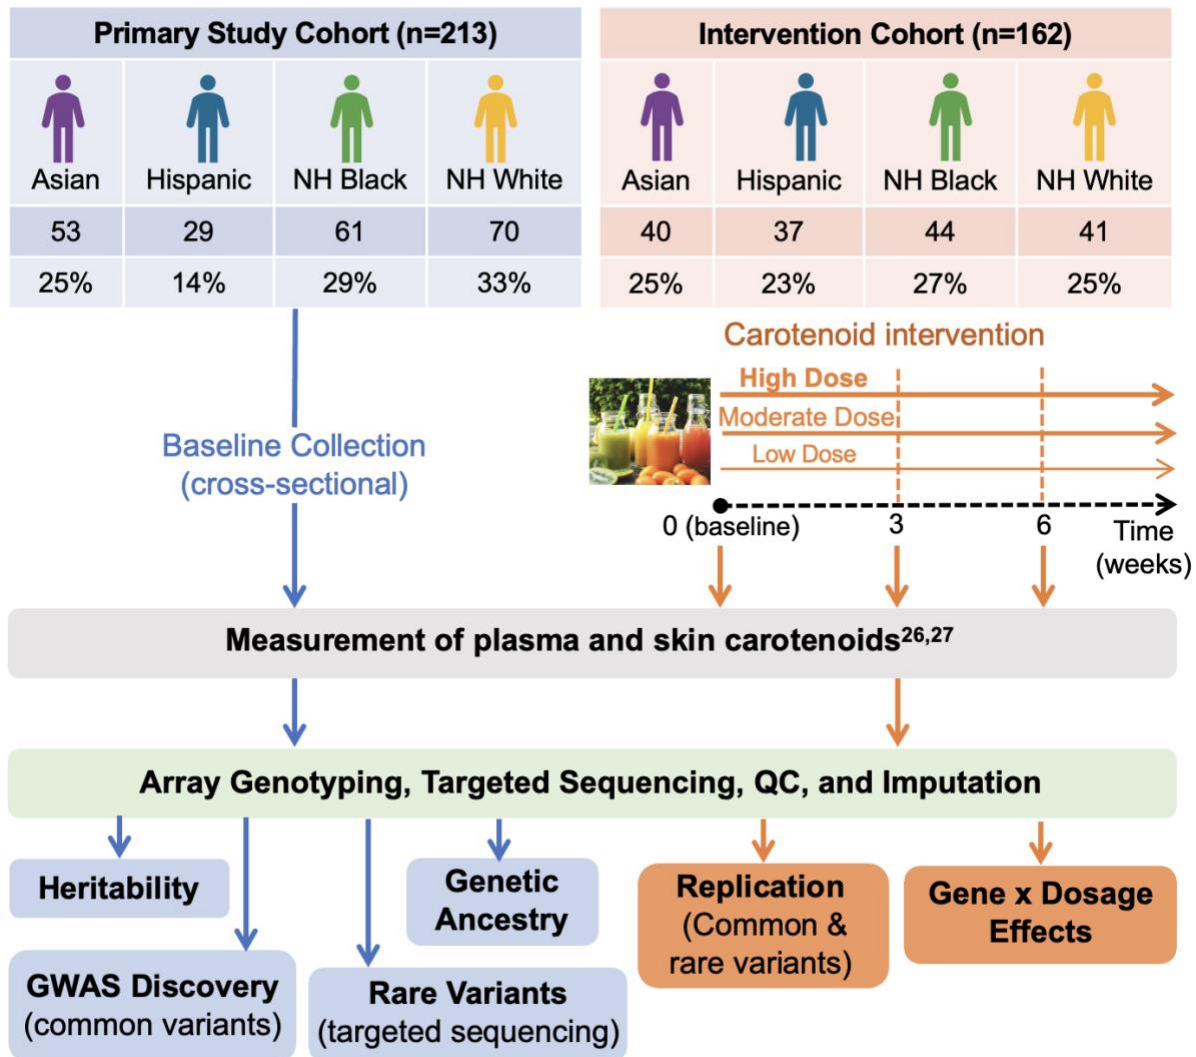 Primary Study Cohort (n=213)
Asian Hispanic NH Black NH White
53 29 61 70
25% 14% 29% 33%
Intervention Cohort (n=162)
Asian Hispanic NH Black NH White
40 37 44 41
25% 23% 27% 25%
Baseline Collection
(cross-sectional)
Carotenoid intervention
High Dose
Moderate Dose
Low Dose
0 (baseline) 3 6 Time
(weeks)
Measurement of plasma and skin carotenoids26,27
Array Genotyping, Targeted Sequencing, QC, and Imputation
Heritability
GWAS Discovery
(common variants)
Rare Variants
(targeted sequencing)
Genetic
Ancestry
Replication
(Common &
rare variants)
Gene x Dosage
Effects